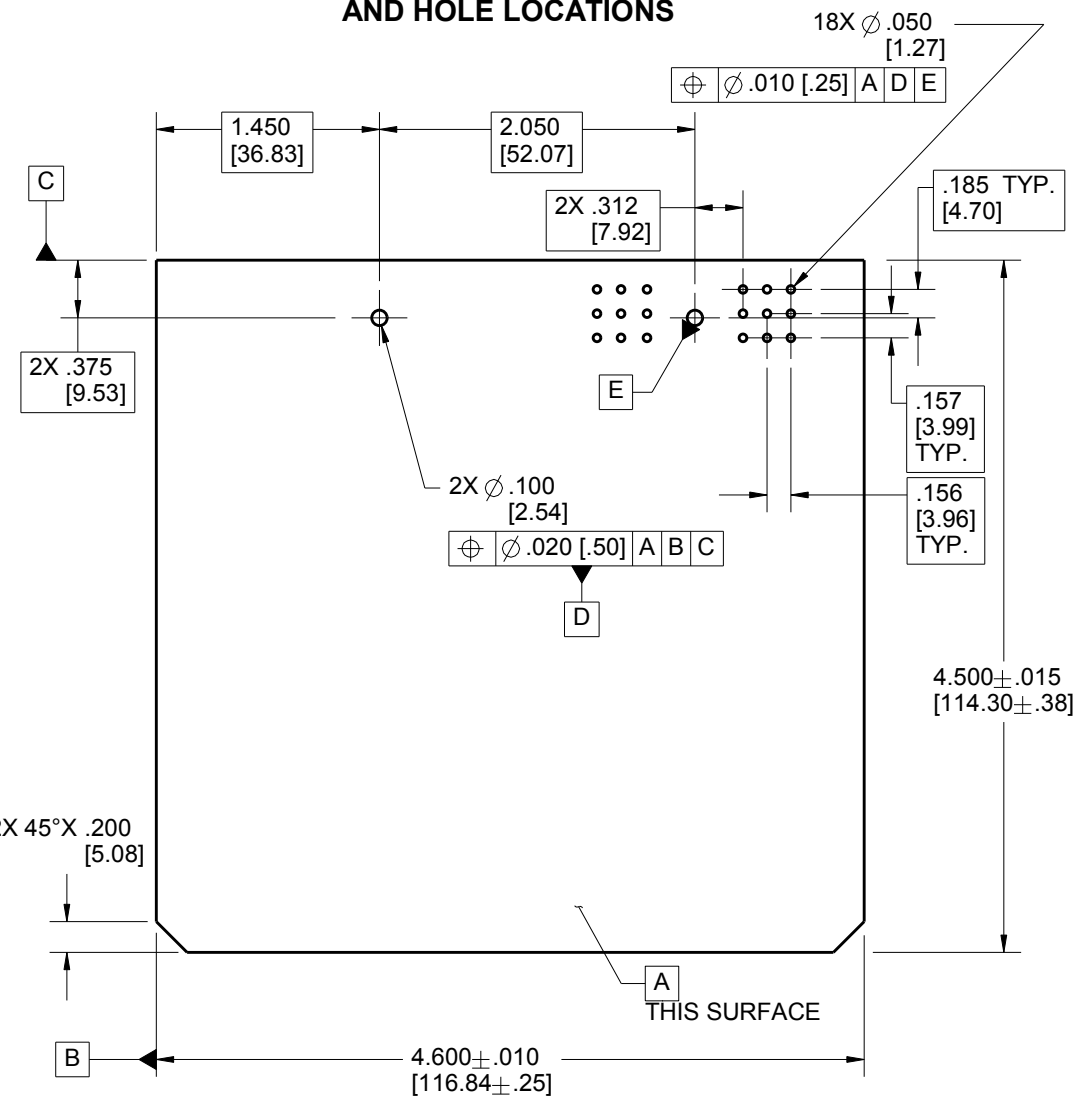 AND HOLE LOCATIONS
18X ∅ .050
[1.27]
⌖ ∅ .010 [.25] A D E
1.450
[36.83]
2.050
[52.07]
C
2X .312
[7.92]
.185 TYP.
[4.70]
2X .375
[9.53]
E
.157
[3.99]
TYP.
2X ∅ .100
[2.54]
.156
[3.96]
TYP.
⌖ ∅ .020 [.50] A B C
D
4.500±.015
[114.30±.38]
2X 45°X .200
[5.08]
A
THIS SURFACE
B
4.600±.010
[116.84±.25]